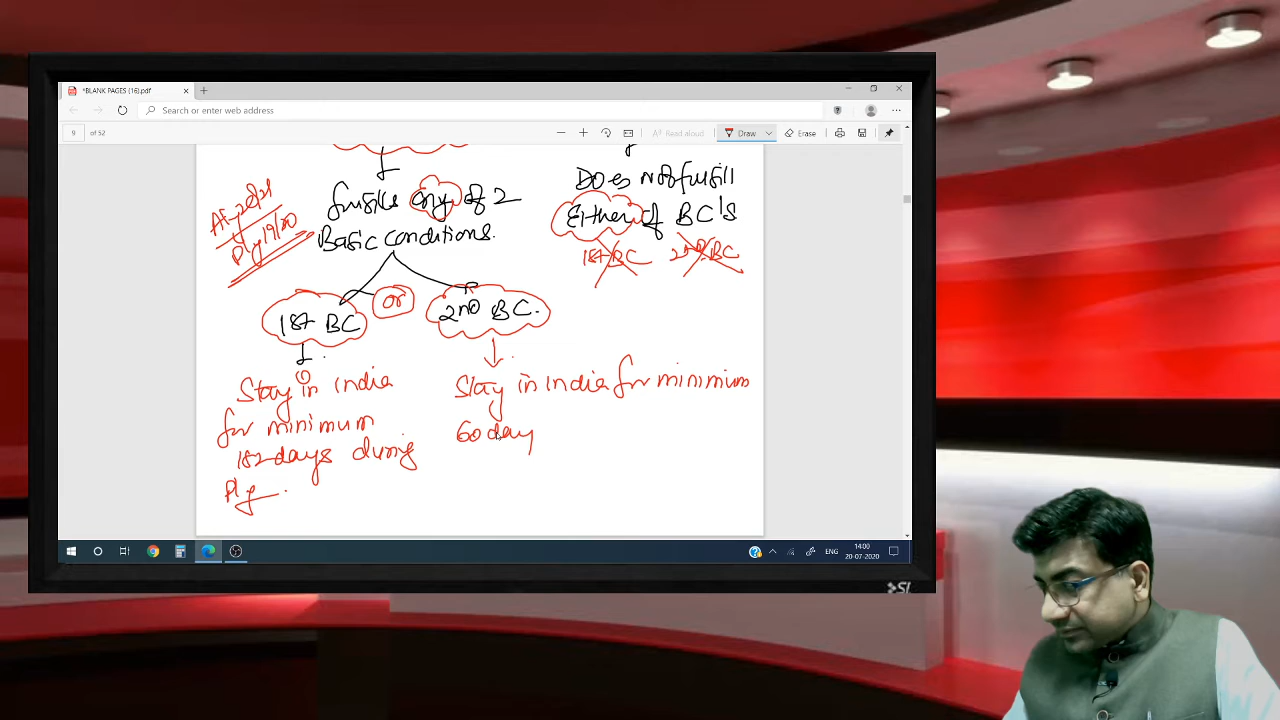 *BLANK PAGES (16).pdf
Search or enter web address
9 of 52
Read aloud
Draw
Erase
Does not fulfill
Either of BC's
1st BC 2nd BC
fulfills any of 2
Basic conditions.
AY-20/21
P/y 19/20
1st BC
or
2nd BC.
Stay in india
for minimum
182 days during
P/y.
Stay in India for minimum
60 day
ENG
14:00
20-07-2020